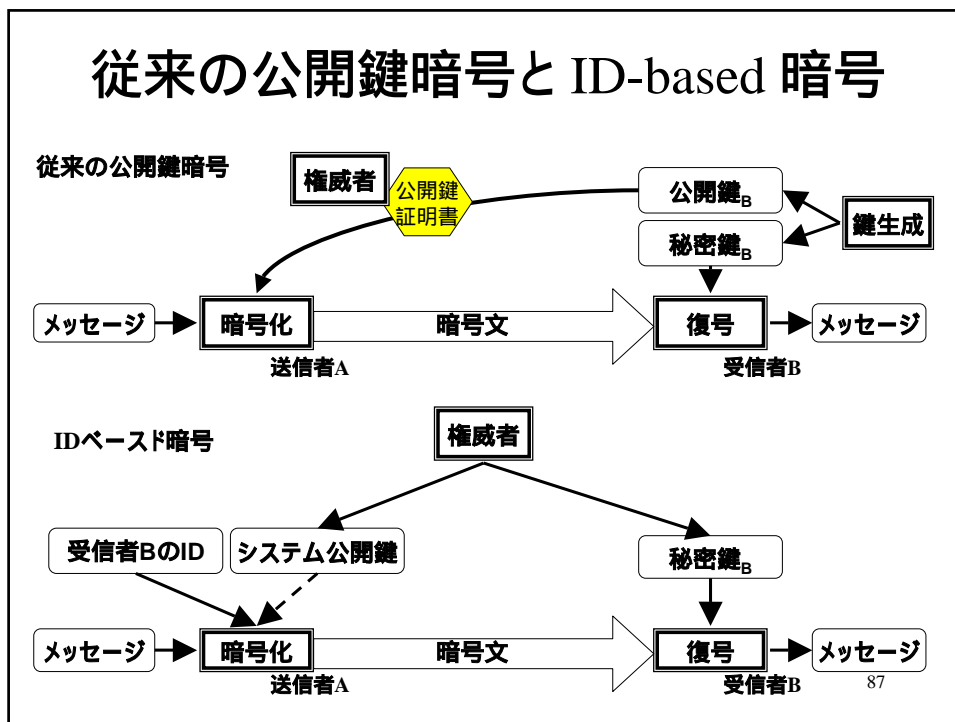 従来の公開鍵暗号と ID-based 暗号
従来の公開鍵暗号
権威者
公開鍵
証明書
公開鍵B
秘密鍵B
鍵生成
メッセージ
暗号化
暗号文
復号
メッセージ
送信者A
受信者B
IDベースド暗号
権威者
受信者BのID
システム公開鍵
秘密鍵B
メッセージ
暗号化
暗号文
復号
メッセージ
送信者A
受信者B
87